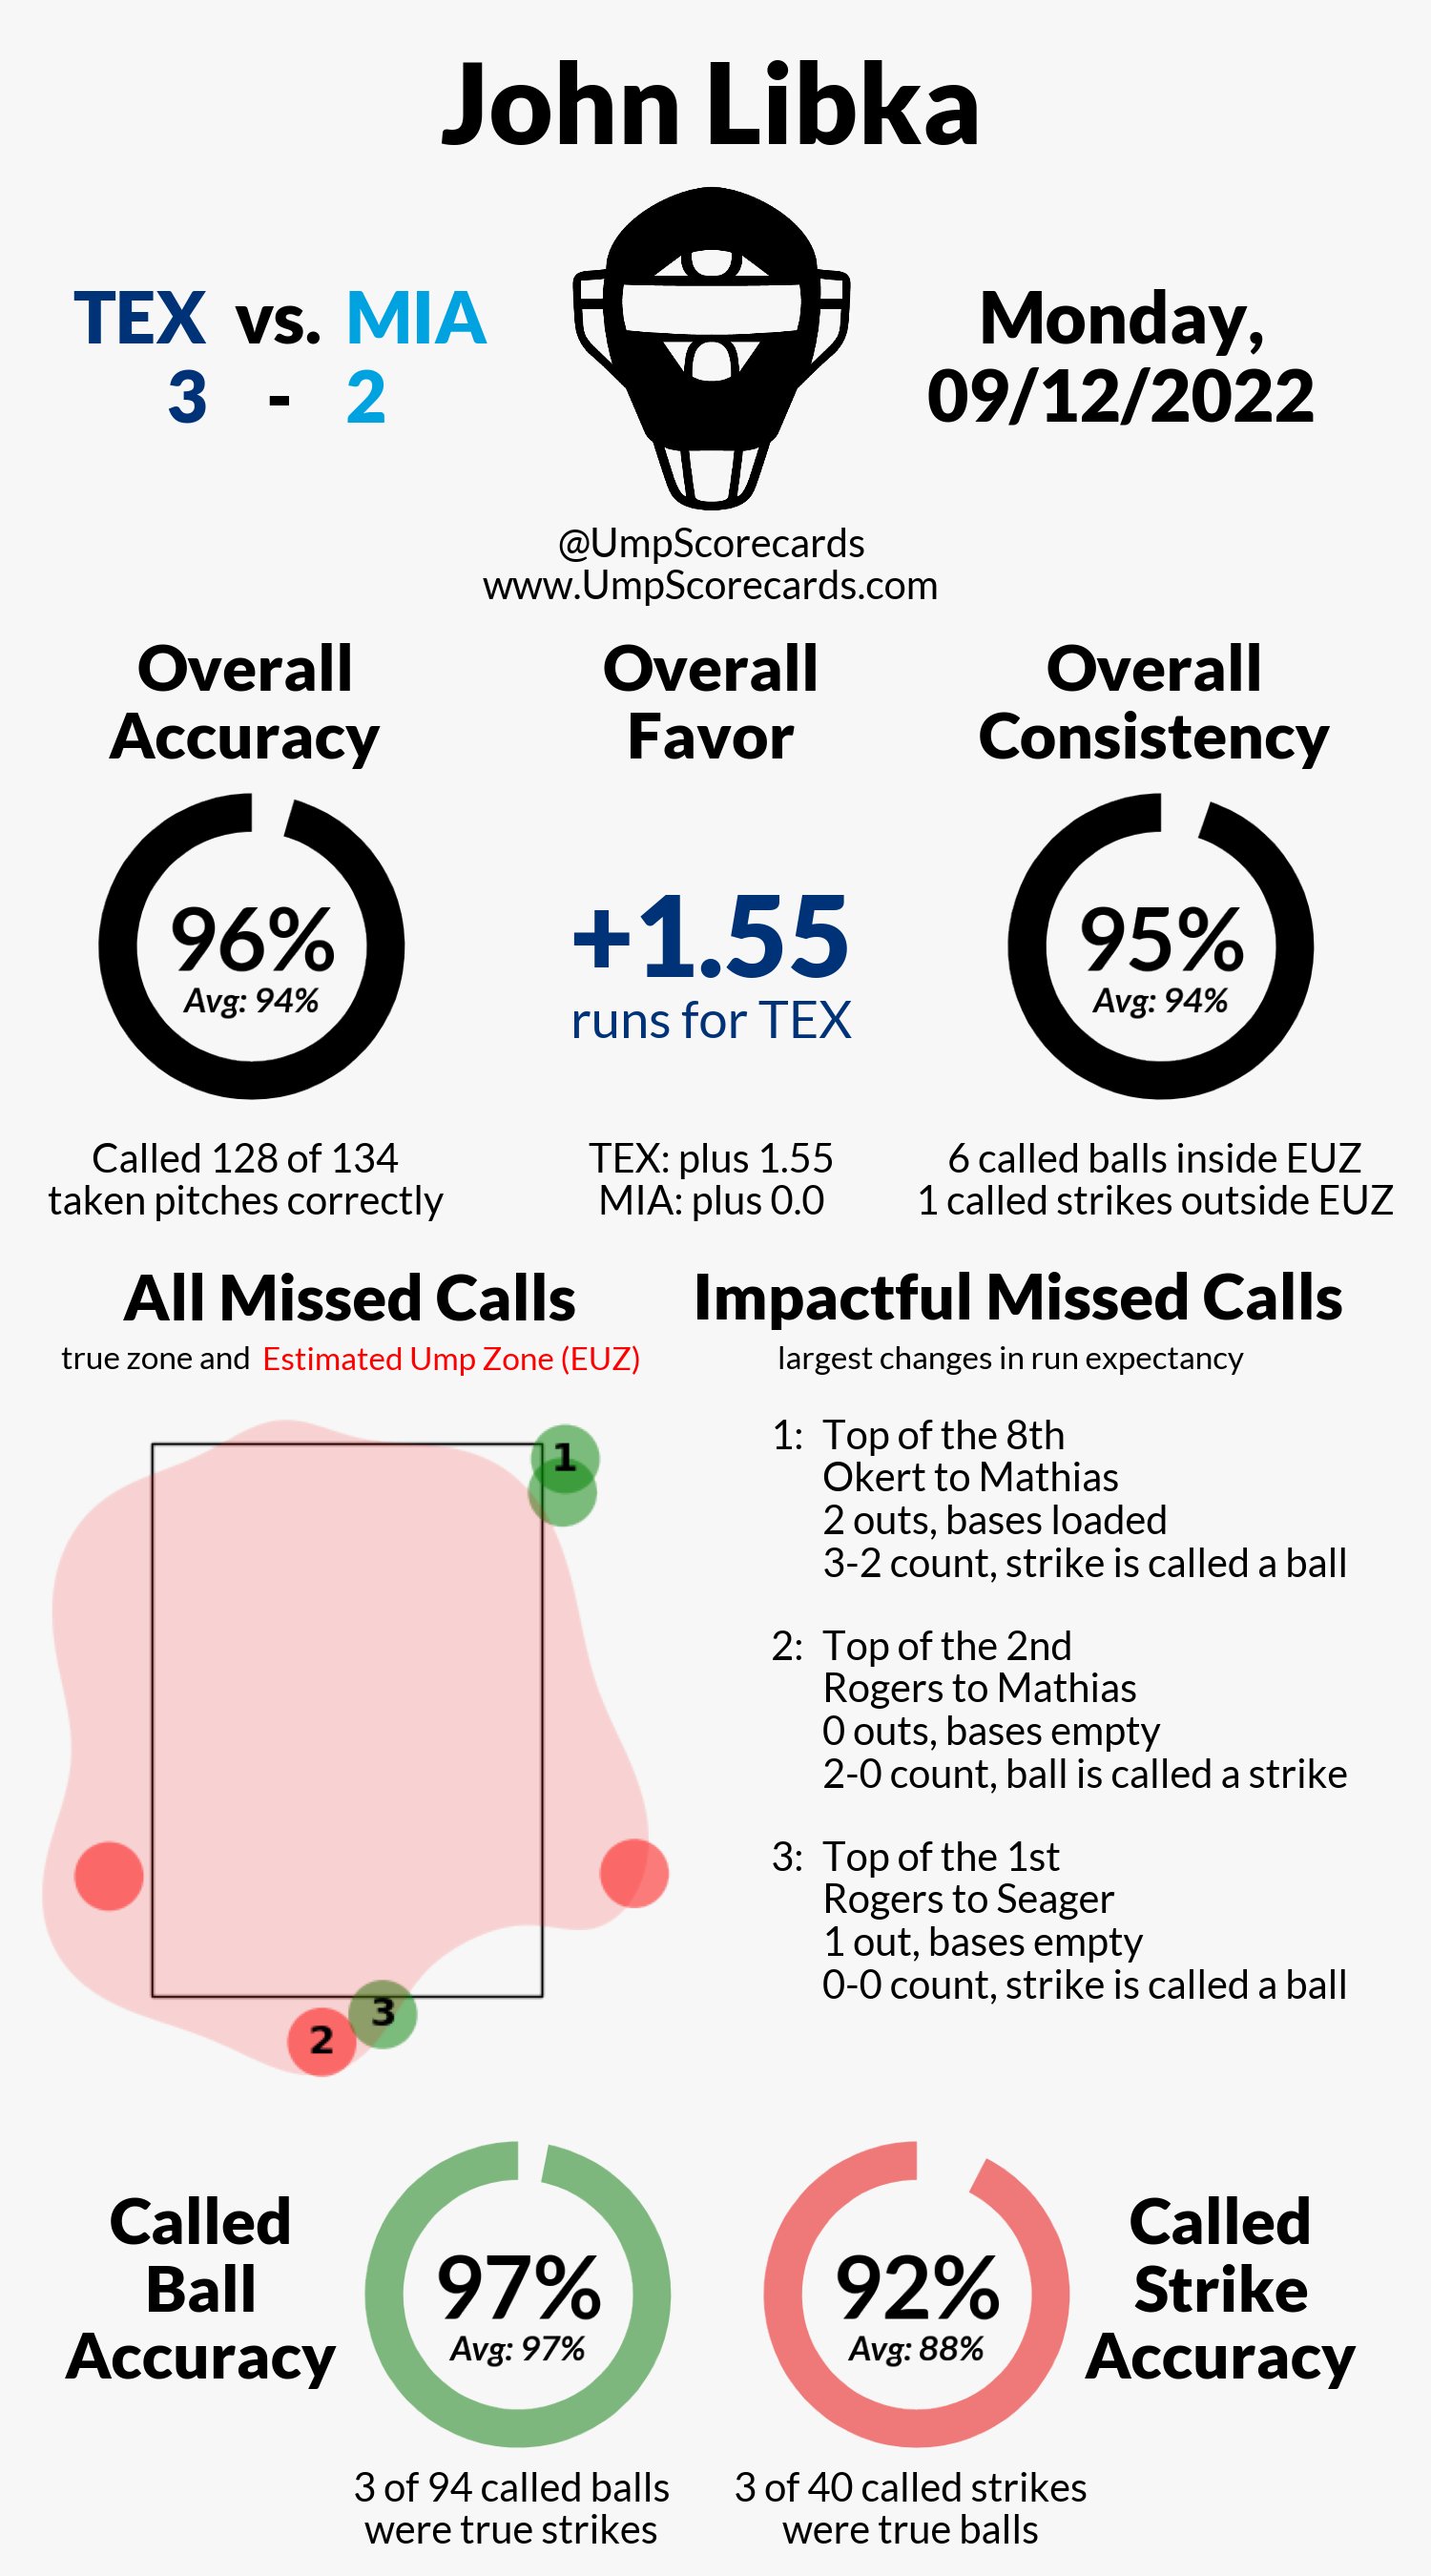 John Libka
TEX vs. MIA
3 - 2
Monday,
09/12/2022
@UmpScorecards
www.UmpScorecards.com
Overall
Accuracy
96%
Avg: 94%
Called 128 of 134
taken pitches correctly
Overall
Favor
+1.55
runs for TEX
TEX: plus 1.55
MIA: plus 0.0
Overall
Consistency
95%
Avg: 94%
6 called balls inside EUZ
1 called strikes outside EUZ
All Missed Calls
true zone and Estimated Ump Zone (EUZ)
1
3
2
Impactful Missed Calls
largest changes in run expectancy
1: Top of the 8th
Okert to Mathias
2 outs, bases loaded
3-2 count, strike is called a ball
2: Top of the 2nd
Rogers to Mathias
0 outs, bases empty
2-0 count, ball is called a strike
3: Top of the 1st
Rogers to Seager
1 out, bases empty
0-0 count, strike is called a ball
Called
Ball
Accuracy
97%
Avg: 97%
3 of 94 called balls
were true strikes
92%
Avg: 88%
3 of 40 called strikes
were true balls
Called
Strike
Accuracy